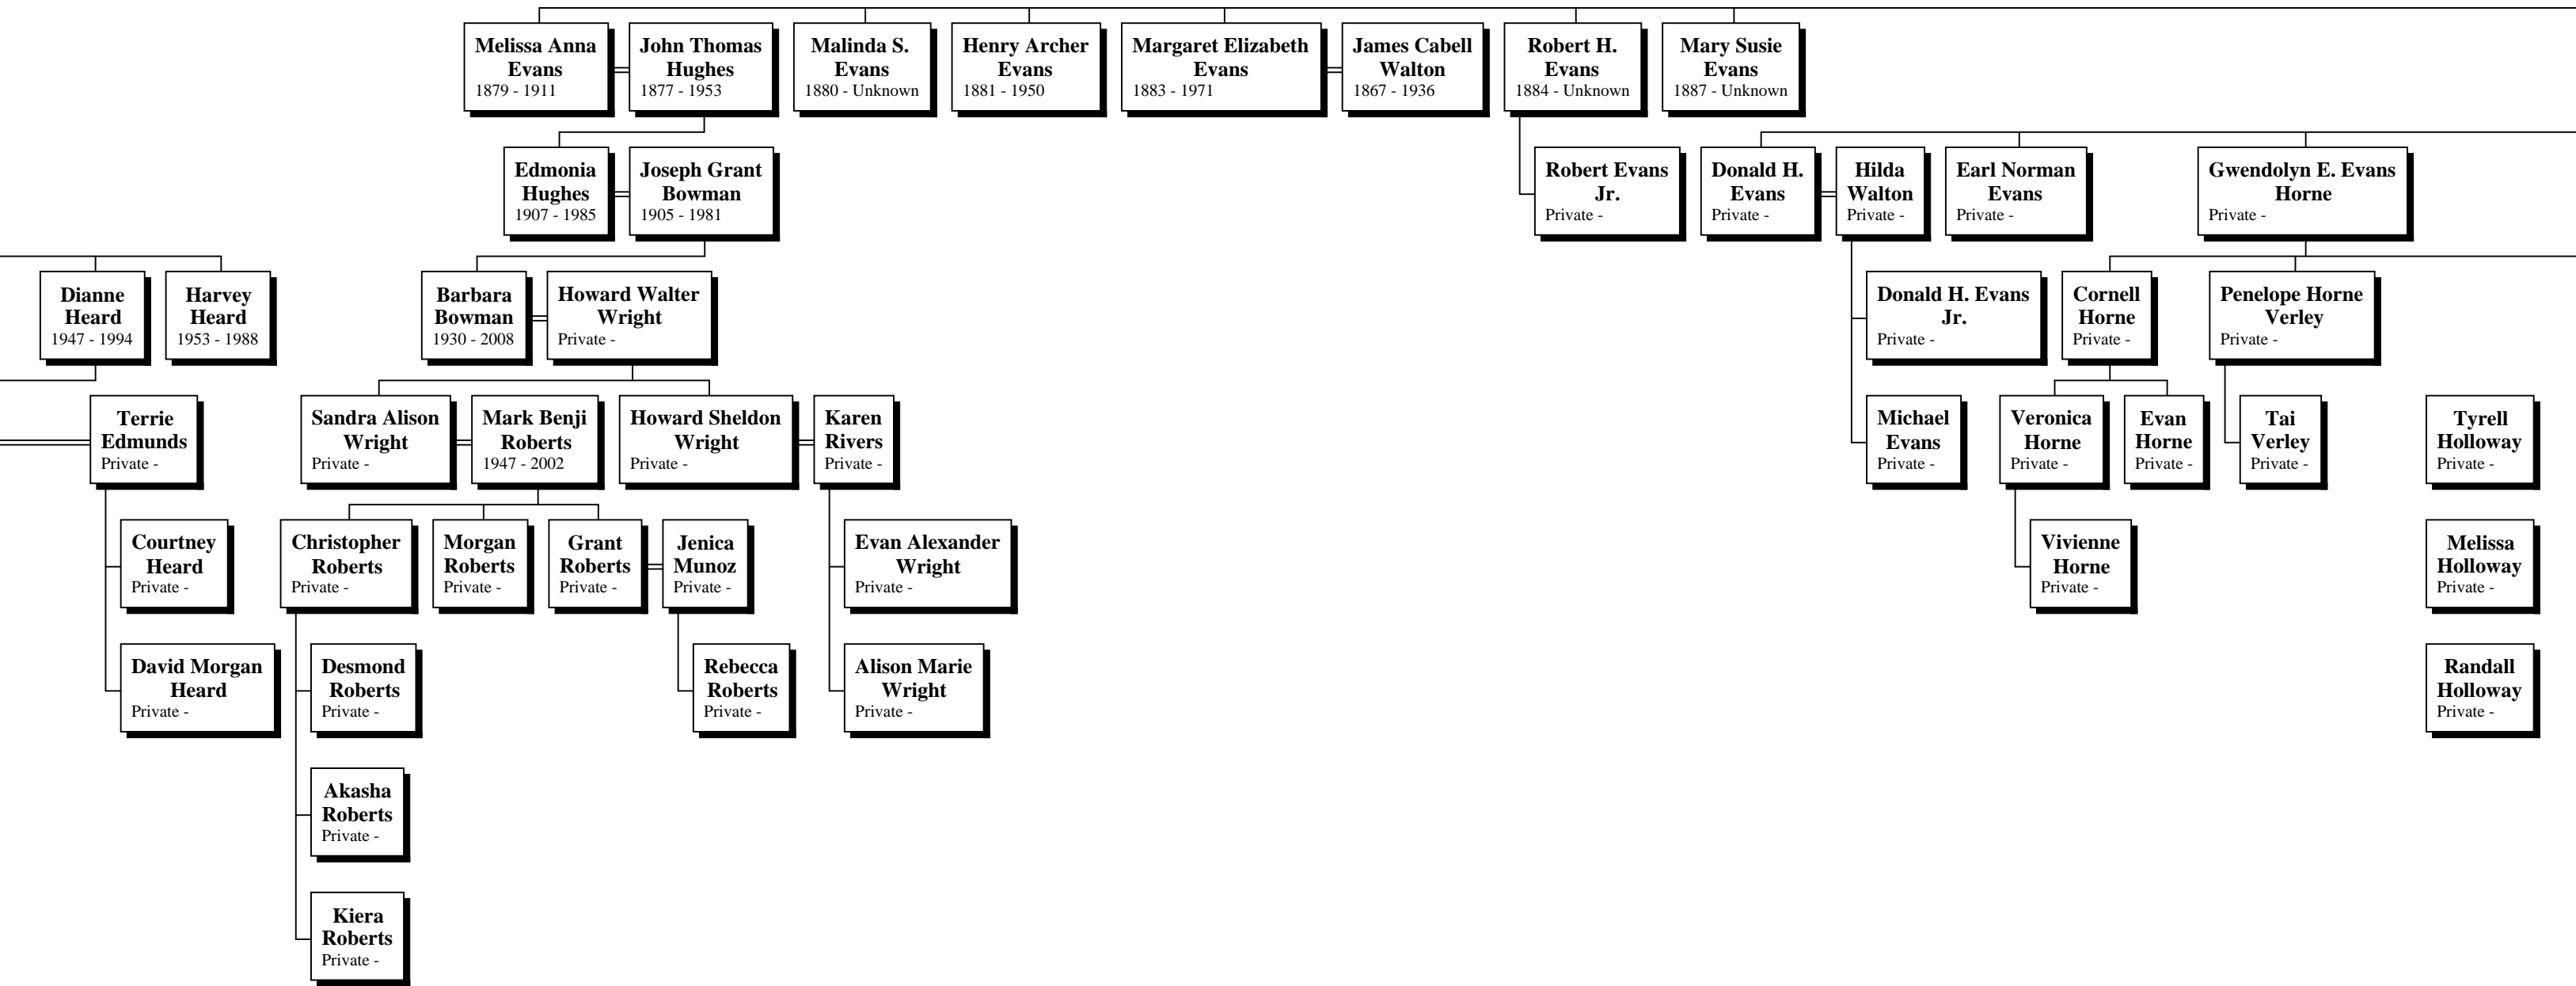 Melissa Anna
Evans
1879 - 1911
John Thomas
Hughes
1877 - 1953
Malinda S.
Evans
1880 - Unknown
Henry Archer
Evans
1881 - 1950
Margaret Elizabeth
Evans
1883 - 1971
James Cabell
Walton
1867 - 1936
Robert H.
Evans
1884 - Unknown
Mary Susie
Evans
1887 - Unknown
Edmonia
Hughes
1907 - 1985
Joseph Grant
Bowman
1905 - 1981
Robert Evans
Jr.
Private -
Donald H.
Evans
Private -
Hilda
Walton
Private -
Earl Norman
Evans
Private -
Gwendolyn E. Evans
Horne
Private -
Dianne
Heard
1947 - 1994
Harvey
Heard
1953 - 1988
Barbara
Bowman
1930 - 2008
Howard Walter
Wright
Private -
Donald H. Evans
Jr.
Private -
Cornell
Horne
Private -
Penelope Horne
Verley
Private -
Terrie
Edmunds
Private -
Sandra Alison
Wright
Private -
Mark Benji
Roberts
1947 - 2002
Howard Sheldon
Wright
Private -
Karen
Rivers
Private -
Michael
Evans
Private -
Veronica
Horne
Private -
Evan
Horne
Private -
Tai
Verley
Private -
Tyrell
Holloway
Private -
Courtney
Heard
Private -
Christopher
Roberts
Private -
Morgan
Roberts
Private -
Grant
Roberts
Private -
Jenica
Munoz
Private -
Evan Alexander
Wright
Private -
Vivienne
Horne
Private -
Melissa
Holloway
Private -
David Morgan
Heard
Private -
Desmond
Roberts
Private -
Rebecca
Roberts
Private -
Alison Marie
Wright
Private -
Randall
Holloway
Private -
Akasha
Roberts
Private -
Kiera
Roberts
Private -